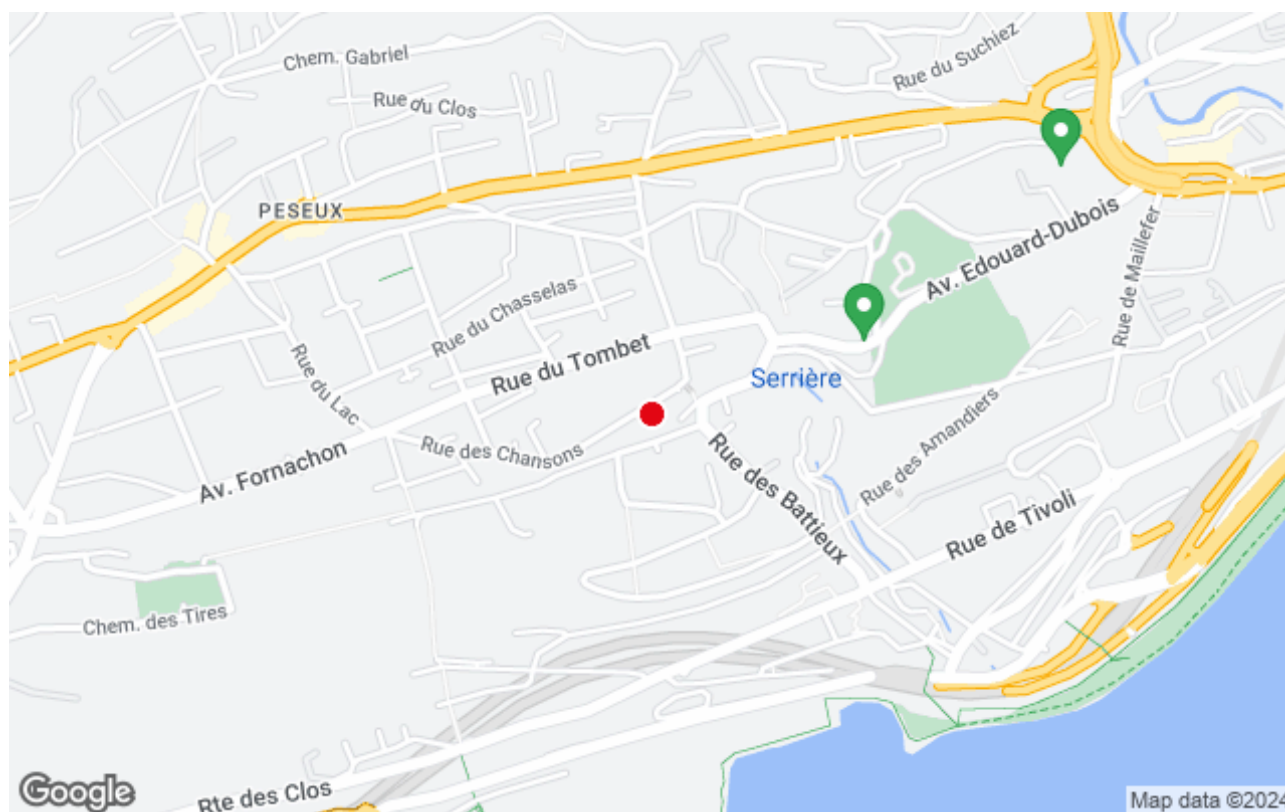 Chem. Gabriel
Rue du Suchiez
Rue du Clos
PESEUX
Av. Edouard-Dubois
Rue de Maillefer
Rue du Chasselas
Rue du Tombet
Serrière
Rue du Lac
Rue des Amandiers
Rue des Chansons
Av. Fornachon
Rue des Battieux
Rue de Tivoli
Chem. des Tires
Rte des Clos
Google
Map data ©2024